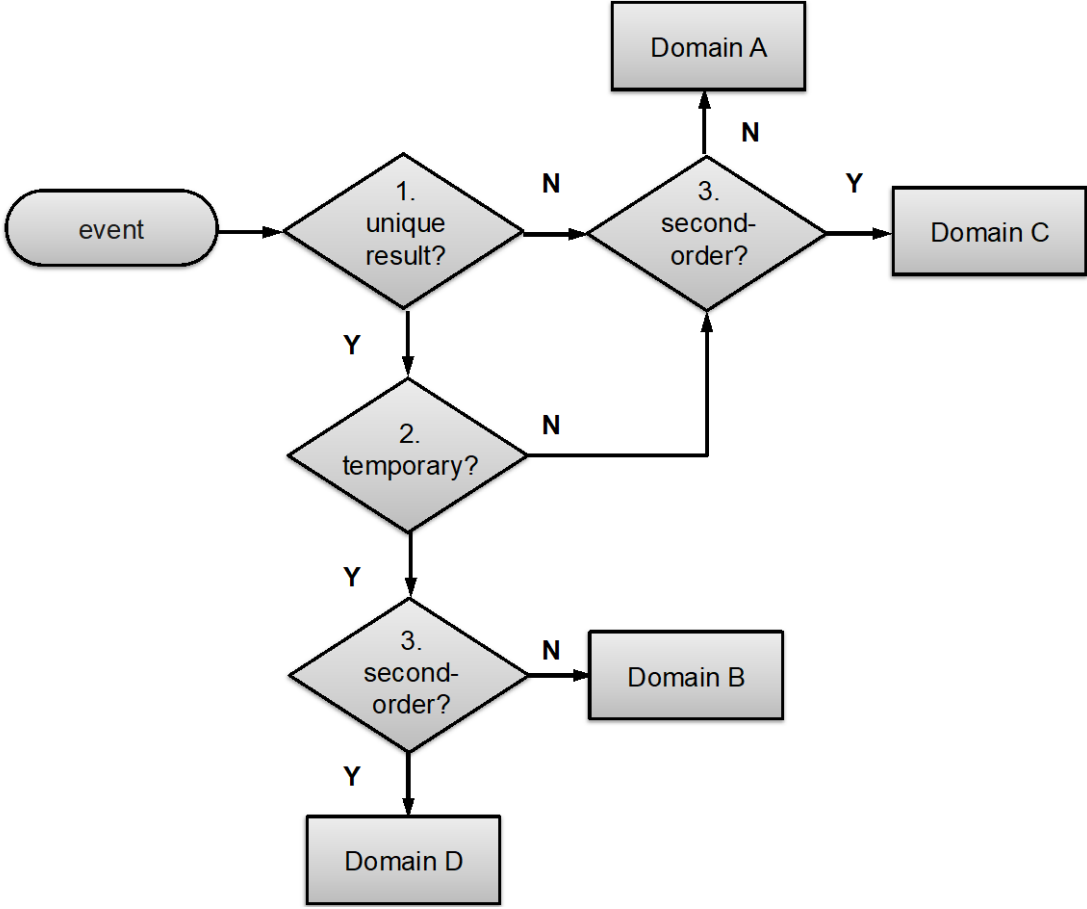 Domain A
N
1.
unique
result?
N
3.
second-
order?
Y
event
Domain C
Y
2.
temporary?
N
Y
3.
second-
order?
N
Domain B
Y
Domain D